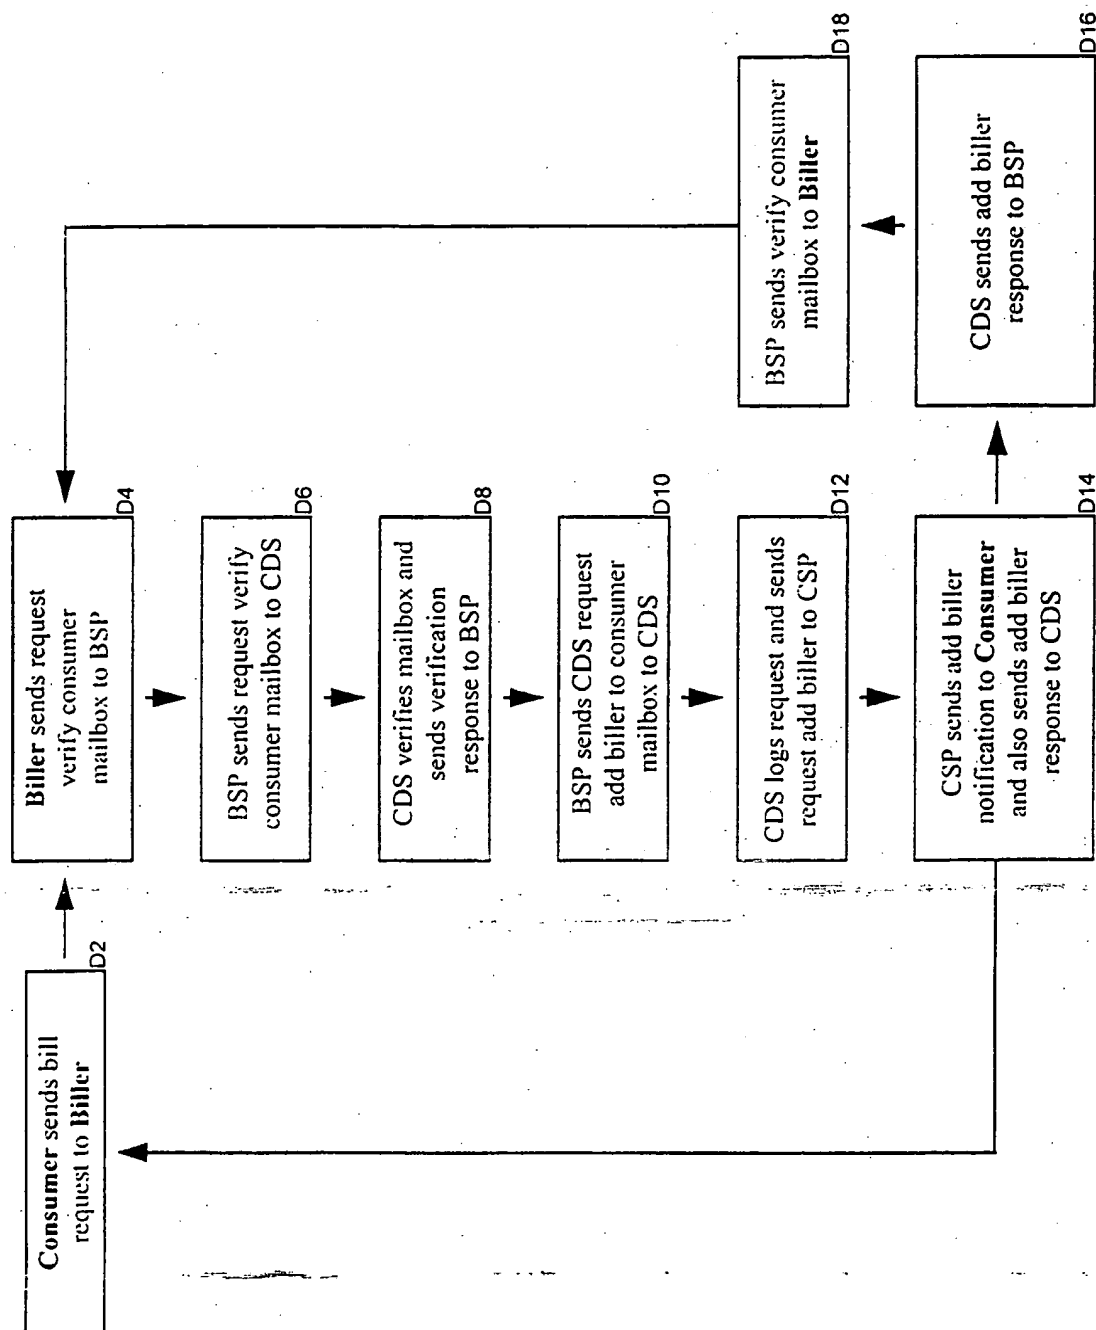 Consumer sends bill
request to Biller
D2
Biller sends request
verify consumer
mailbox to BSP
D4
BSP sends request verify
consumer mailbox to CDS
D6
CDS verifies mailbox and
sends verification
response to BSP
D8
BSP sends CDS request
add biller to consumer
mailbox to CDS
D10
CDS logs request and sends
request add biller to CSP
D12
CSP sends add biller
notification to Consumer
and also sends add biller
response to CDS
D14
CDS sends add biller
response to BSP
D16
BSP sends verify consumer
mailbox to Biller
D18